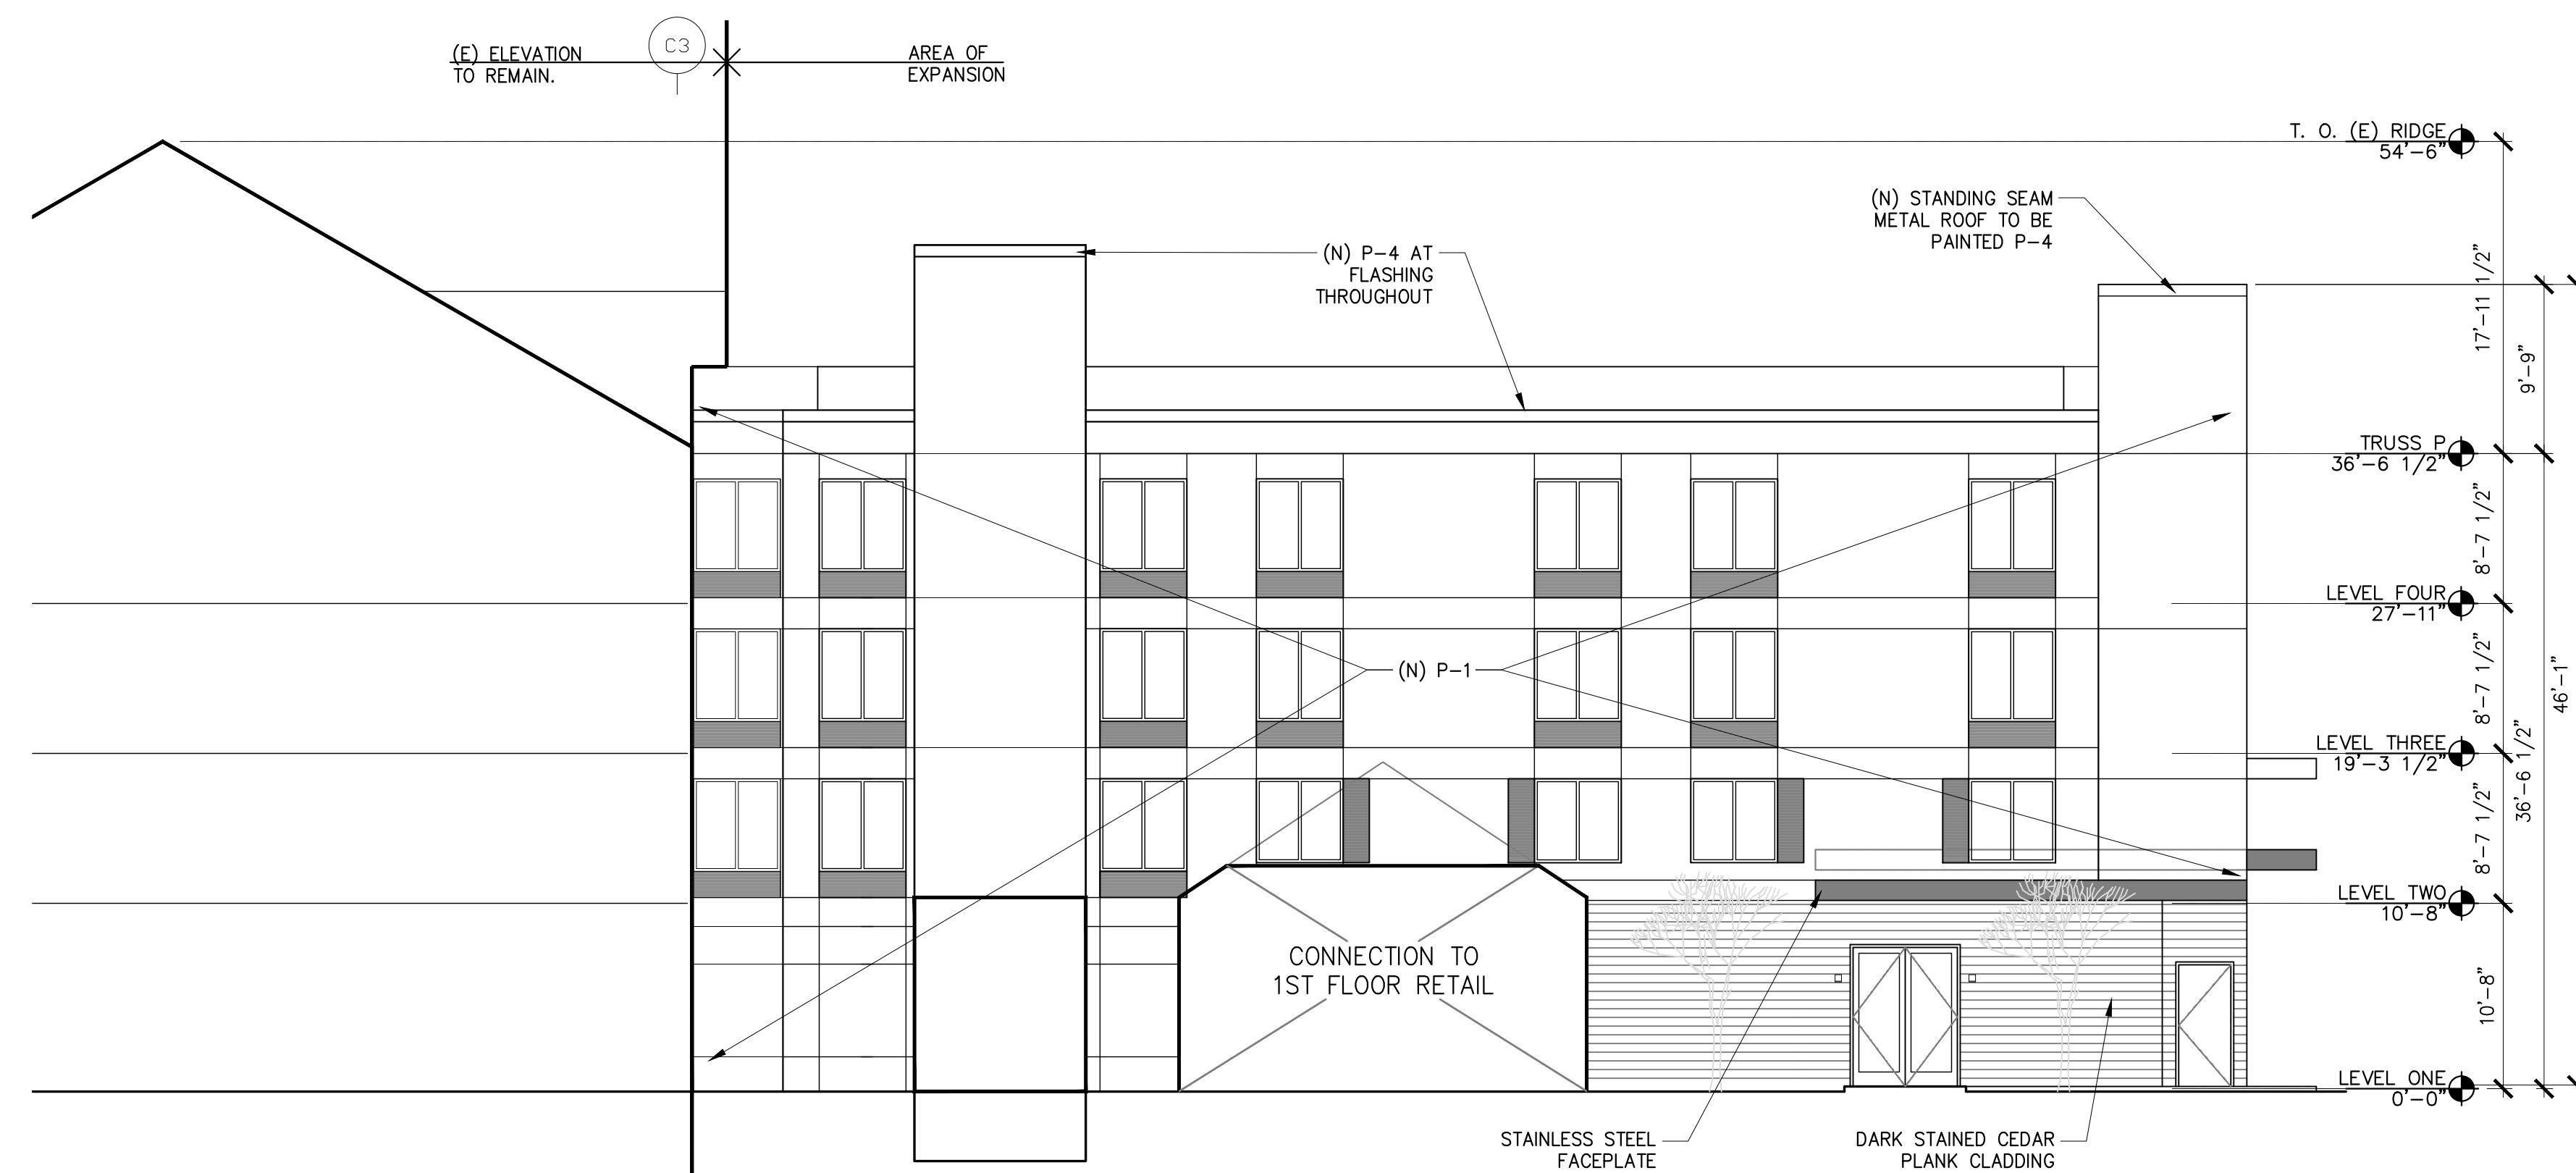 (E) ELEVATION
TO REMAIN.
C3
AREA OF
EXPANSION
T. O. (E) RIDGE
54'-6"
(N) STANDING SEAM
METAL ROOF TO BE
PAINTED P-4
(N) P-4 AT
FLASHING
THROUGHOUT
17'-11 1/2"
9'-9"
TRUSS P
36'-6 1/2"
8'-7 1/2"
LEVEL FOUR
27'-11"
(N) P-1
8'-7 1/2"
46'-1"
36'-6 1/2"
LEVEL THREE
19'-3 1/2"
8'-7 1/2"
LEVEL TWO
10'-8"
CONNECTION TO
1ST FLOOR RETAIL
10'-8"
LEVEL ONE
0'-0"
STAINLESS STEEL
FACEPLATE
DARK STAINED CEDAR
PLANK CLADDING